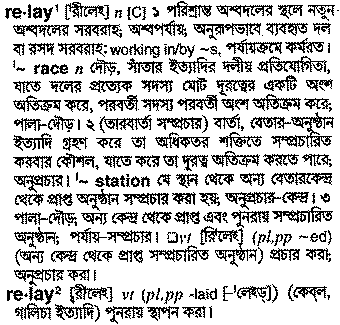 re·lay¹ [রীলেই্] n [C] ১ পরিশ্রান্ত অশ্বদলের স্থলে নতুন
অশ্বদলের সরবরাহ; অশ্বপর্যায়; অনুরূপভাবে ব্যবহৃত দল
বা রসদ সরবরাহ: working in/by ~s, পর্যায়ক্রমে কর্মরত।
'~ race n দৌড়, সাঁতার ইত্যাদির দলীয় প্রতিযোগিতা,
যাতে দলের প্রত্যেক সদস্য মোট দূরত্বের একটি অংশ
অতিক্রম করে, পরবর্তী সদস্য পরবর্তী অংশ অতিক্রম করে;
পালা-দৌড়। ২ (তারবার্তা সম্প্রচার) বার্তা, বেতার-অনুষ্ঠান
ইত্যাদি গ্রহণ করে তা অধিকতর শক্তিতে সম্প্রচারিত
করবার কৌশল, যাতে করে তা দূরত্ব অতিক্রম করতে পারে;
অনুপ্রচার। '~ station যে স্থান থেকে অন্য বেতারকেন্দ্র
থেকে প্রাপ্ত অনুষ্ঠান সম্প্রচার করা হয়; অনুপ্রচার-কেন্দ্র। ৩
পালা-দৌড়; অন্য কেন্দ্র থেকে প্রাপ্ত এবং পুনরায় সম্প্রচারিত
অনুষ্ঠান; পর্যায়-সম্প্রচার। □vt [রিলেই্] (pt,pp ~ed)
(অন্য কেন্দ্র থেকে প্রাপ্ত সম্প্রচারিত অনুষ্ঠান) প্রচার করা;
অনুপ্রচার করা।
re·lay² [রীলেই্] vt (pt,pp -laid [-'লেইড্]) (কেব্‌ল,
গালিচা ইত্যাদি) পুনরায় স্থাপন করা।